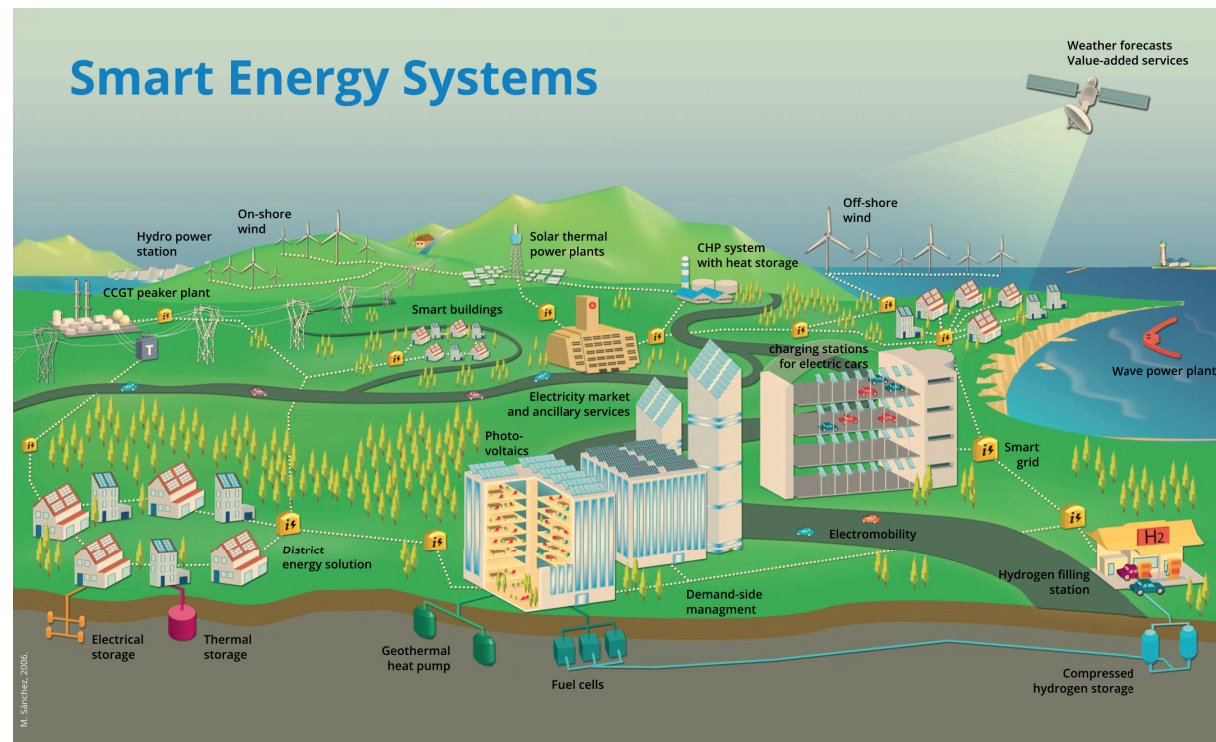 Smart Energy Systems
Weather forecasts
Value-added services
On-shore
wind
Off-shore
wind
Hydro power
station
Solar thermal
power plants
CHP system
with heat storage
CCGT peaker plant
Smart buildings
T
charging stations
for electric cars
Wave power plant
Electricity market
and ancillary services
Photo-
voltaics
Smart
grid
Electromobility
H2
District
energy solution
Hydrogen filling
station
Demand-side
managment
Electrical
storage
Thermal
storage
Geothermal
heat pump
Fuel cells
Compressed
hydrogen storage
i
i
i
i
i
i
i
i
i
i
i
i
M. Sánchez, 2006.